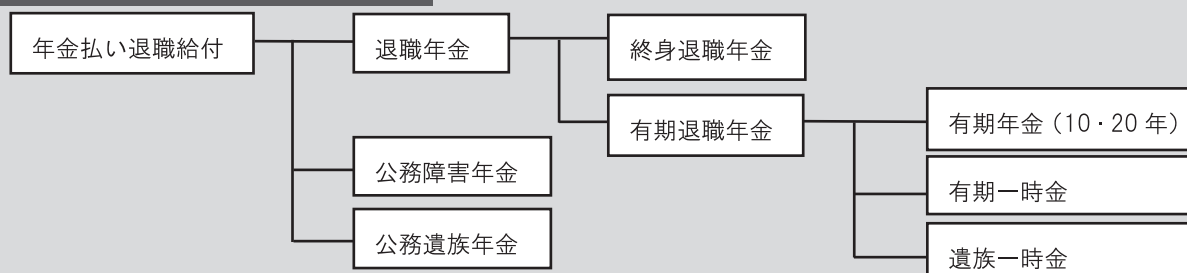 年金払い退職給付
退職年金
終身退職年金
有期退職年金
有期年金（10・20 年）
有期一時金
遺族一時金
公務障害年金
公務遺族年金